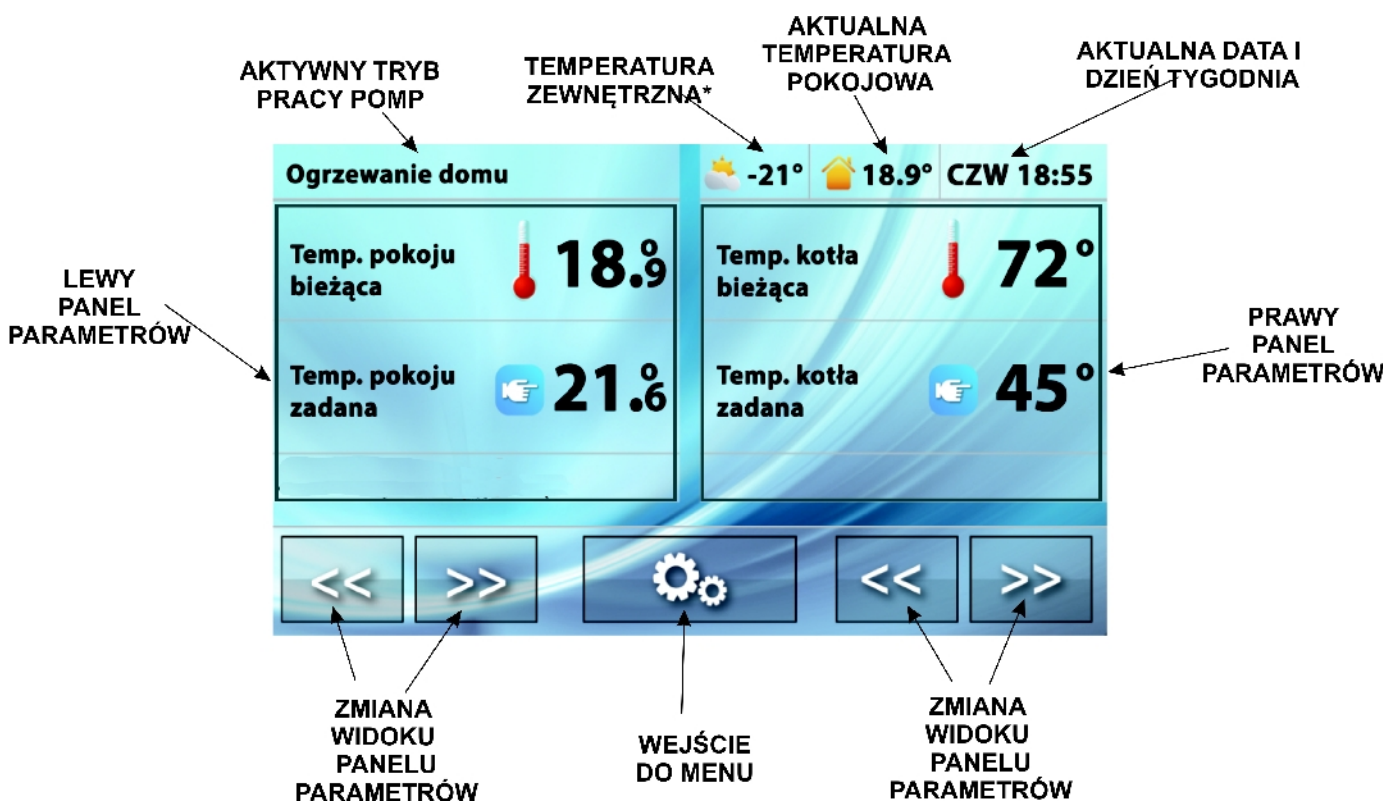 AKTUALNA
TEMPERATURA
POKOJOWA
AKTYWNY TRYB
PRACY POMP
TEMPERATURA
ZEWNĘTRZNA*
AKTUALNA DATA I
DZIEŃ TYGODNIA
Ogrzewanie domu
-21°
18.9°
CZW 18:55
LEWY
PANEL
PARAMETRÓW
Temp. pokoju
bieżąca
18.9°
Temp. kotła
bieżąca
72°
PRAWY
PANEL
PARAMETRÓW
Temp. pokoju
zadana
21.6°
Temp. kotła
zadana
45°
<< >>
<< >>
ZMIANA
WIDOKU
PANELU
PARAMETRÓW
WEJŚCIE
DO MENU
ZMIANA
WIDOKU
PANELU
PARAMETRÓW